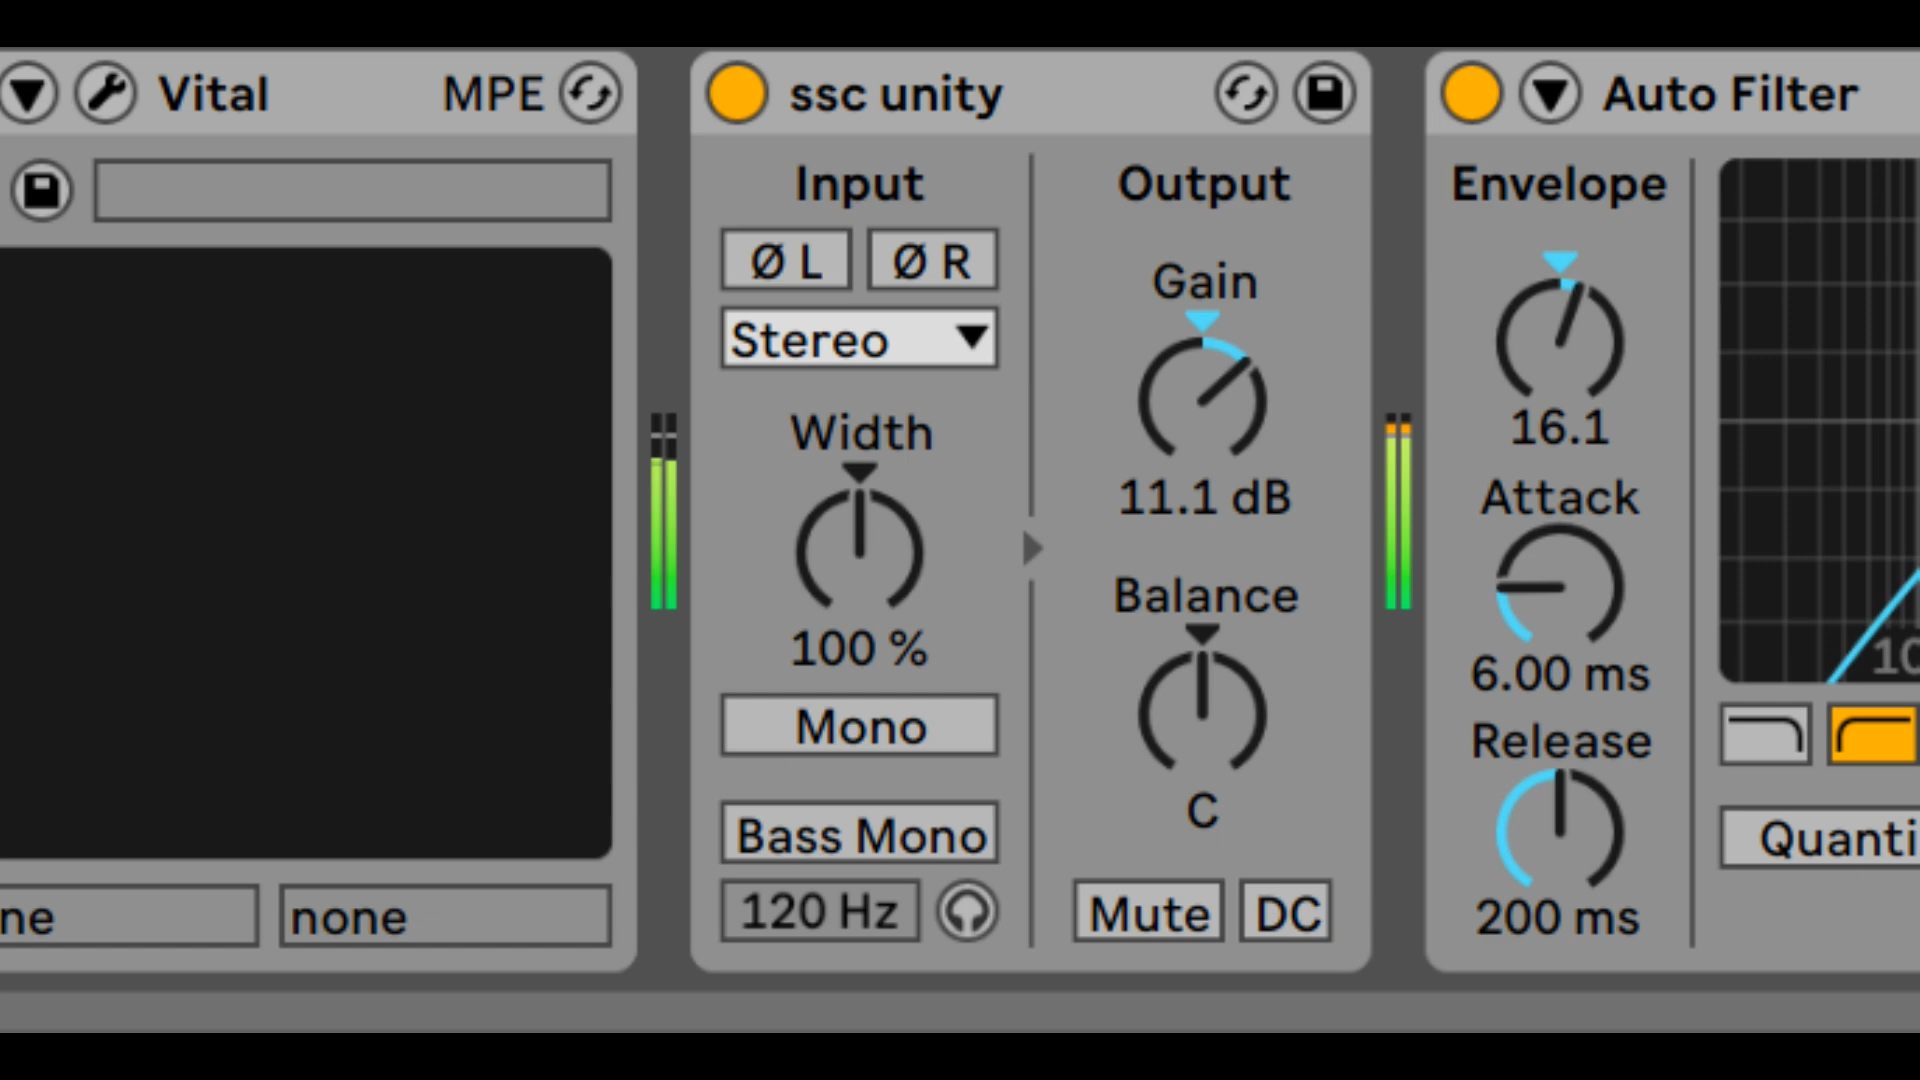 Vital MPE
ne
none
ssc unity
Input
Ø L Ø R
Stereo
Width
100 %
Mono
Bass Mono
120 Hz
Output
Gain
11.1 dB
Balance
C
Mute DC
Auto Filter
Envelope
16.1
Attack
6.00 ms
Release
200 ms
10
Quanti